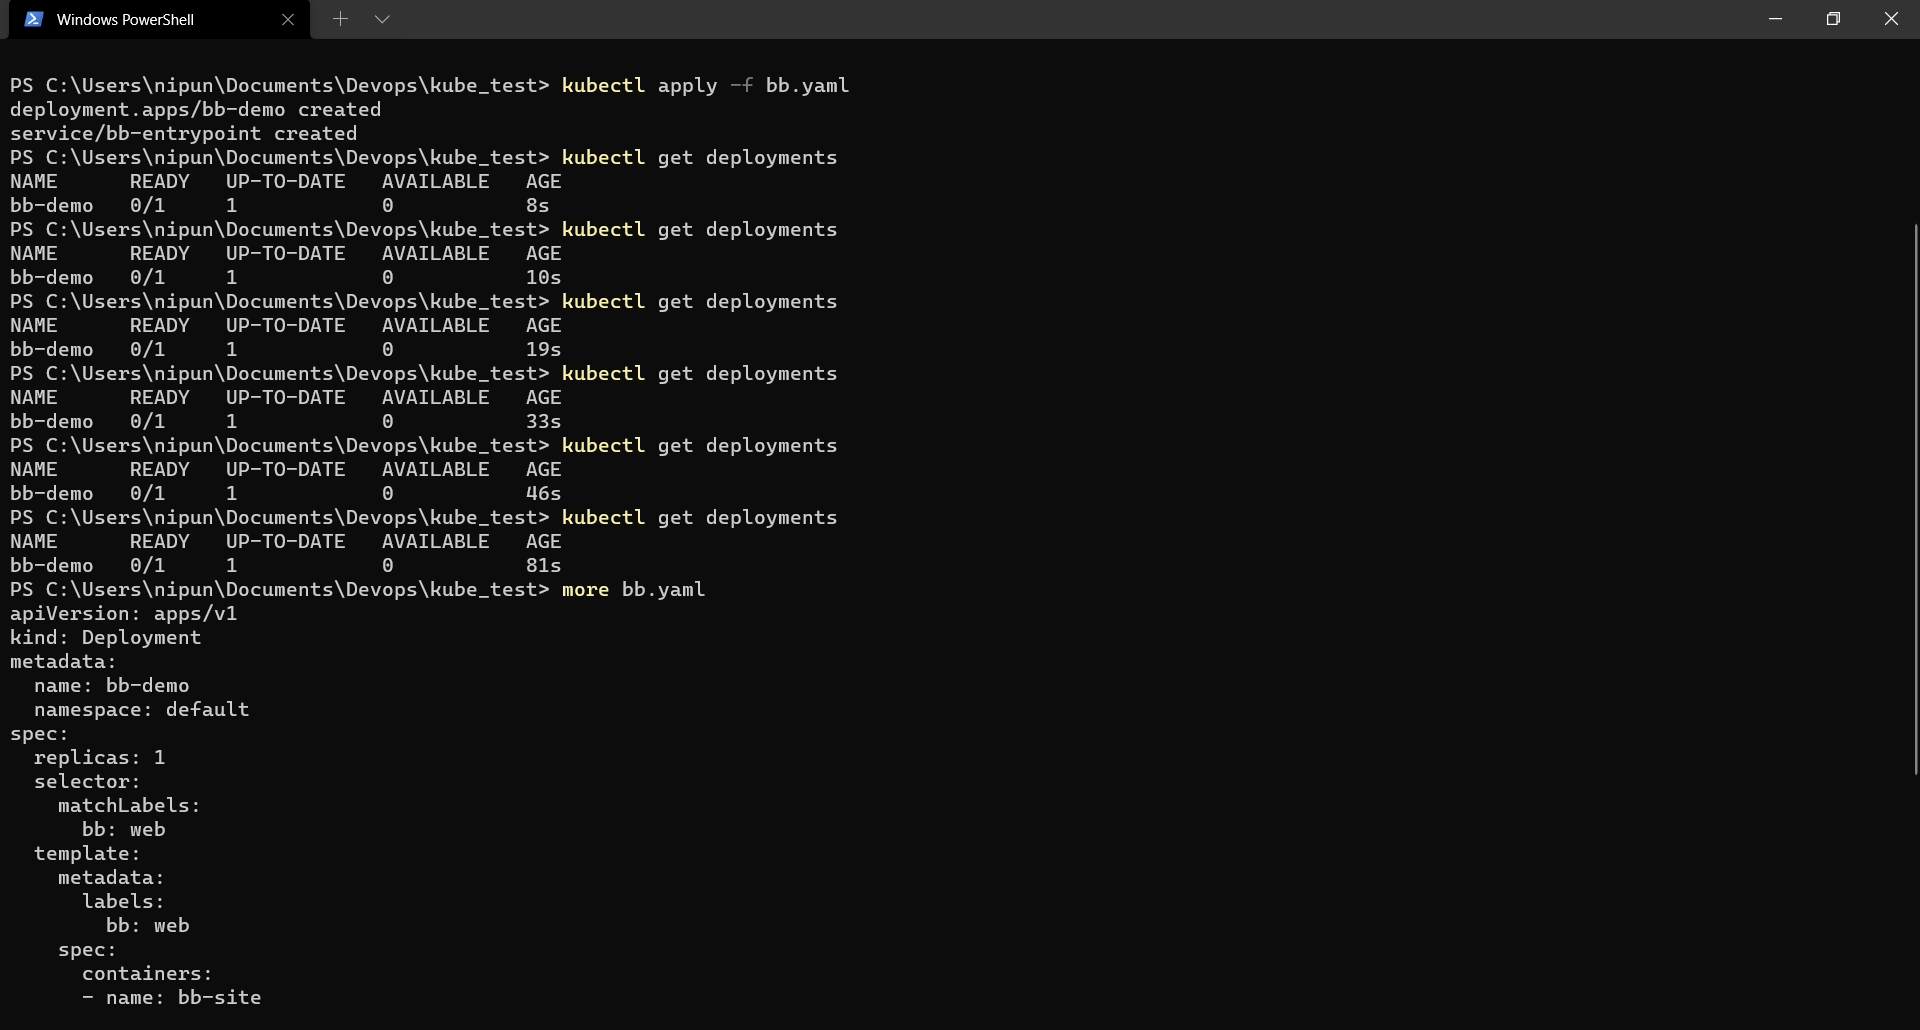 Windows PowerShell
PS C:\Users\nipun\Documents\Devops\kube_test> kubectl apply -f bb.yaml
deployment.apps/bb-demo created
service/bb-entrypoint created
PS C:\Users\nipun\Documents\Devops\kube_test> kubectl get deployments
NAME      READY   UP-TO-DATE   AVAILABLE   AGE
bb-demo   0/1     1            0           8s
PS C:\Users\nipun\Documents\Devops\kube_test> kubectl get deployments
NAME      READY   UP-TO-DATE   AVAILABLE   AGE
bb-demo   0/1     1            0           10s
PS C:\Users\nipun\Documents\Devops\kube_test> kubectl get deployments
NAME      READY   UP-TO-DATE   AVAILABLE   AGE
bb-demo   0/1     1            0           19s
PS C:\Users\nipun\Documents\Devops\kube_test> kubectl get deployments
NAME      READY   UP-TO-DATE   AVAILABLE   AGE
bb-demo   0/1     1            0           33s
PS C:\Users\nipun\Documents\Devops\kube_test> kubectl get deployments
NAME      READY   UP-TO-DATE   AVAILABLE   AGE
bb-demo   0/1     1            0           46s
PS C:\Users\nipun\Documents\Devops\kube_test> kubectl get deployments
NAME      READY   UP-TO-DATE   AVAILABLE   AGE
bb-demo   0/1     1            0           81s
PS C:\Users\nipun\Documents\Devops\kube_test> more bb.yaml
apiVersion: apps/v1
kind: Deployment
metadata:
  name: bb-demo
  namespace: default
spec:
  replicas: 1
  selector:
    matchLabels:
      bb: web
  template:
    metadata:
      labels:
        bb: web
    spec:
      containers:
      - name: bb-site